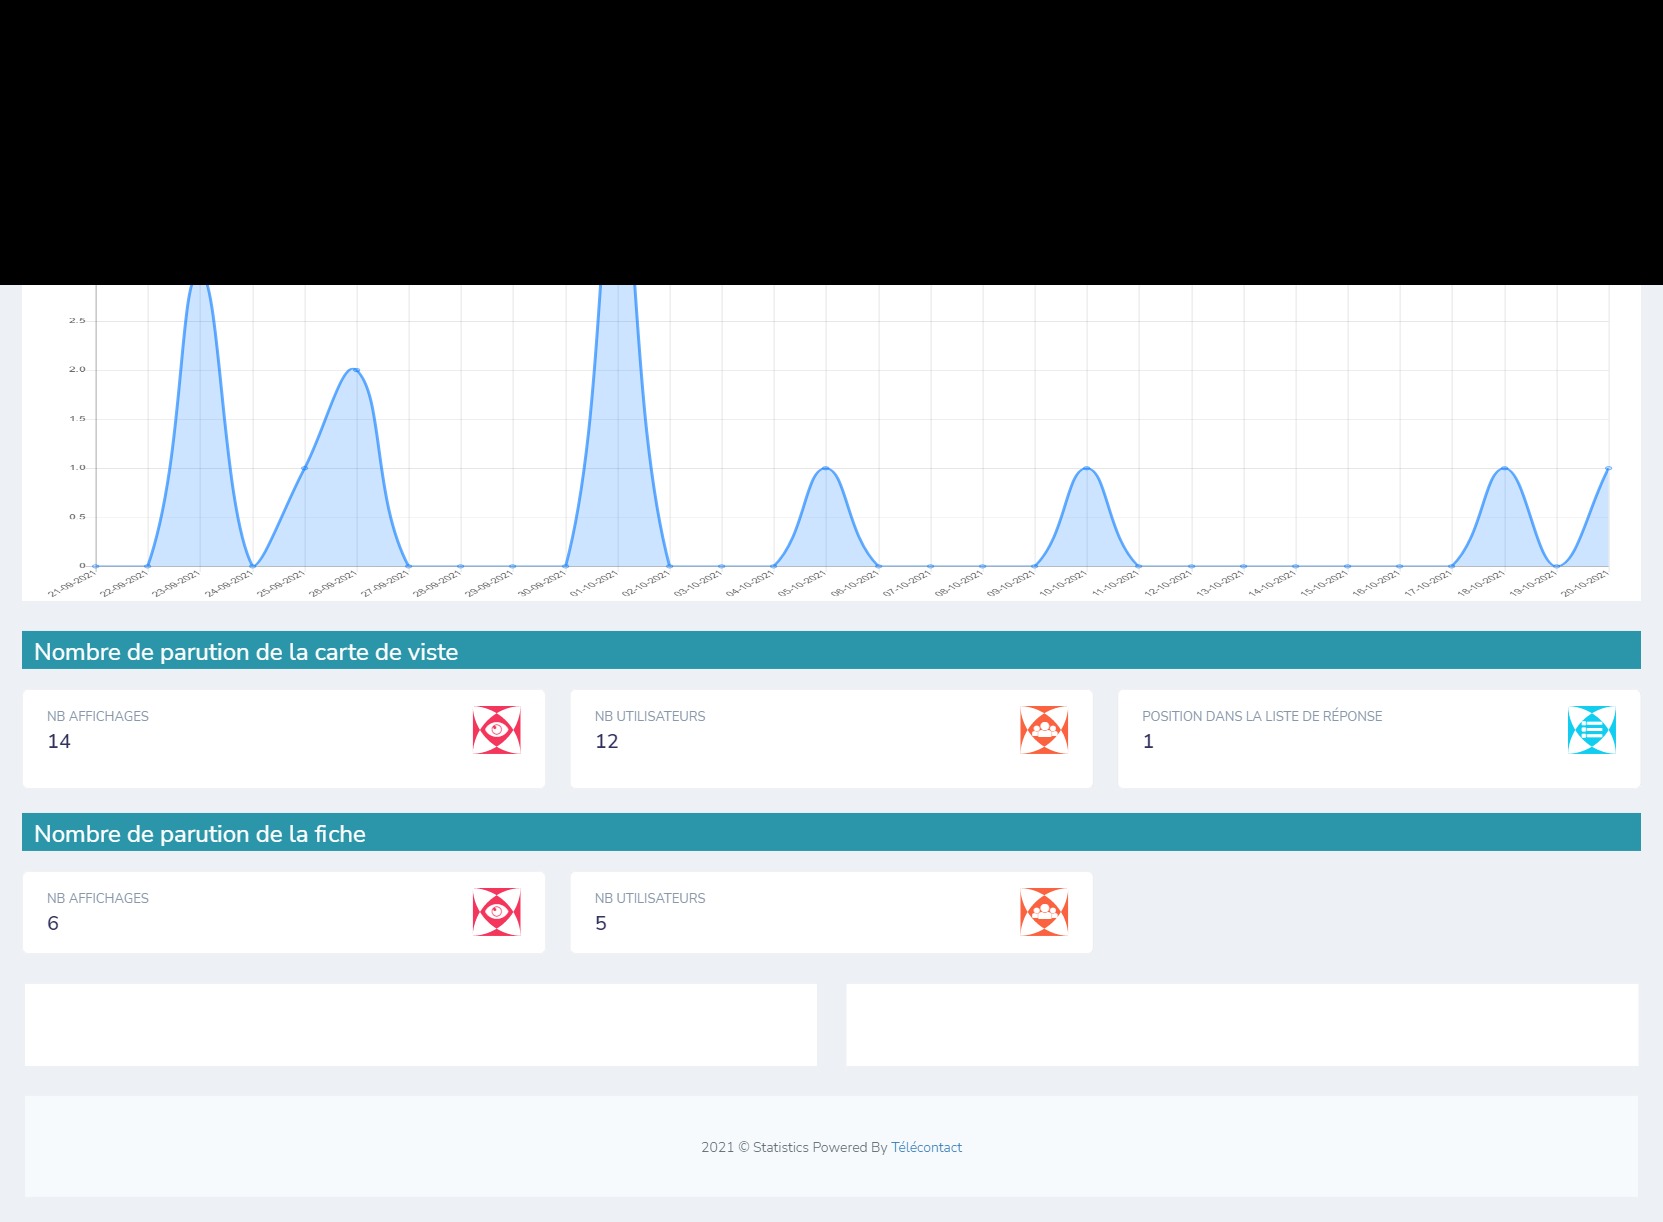 2.5
2.0
1.5
1.0
0.5
0
21-09-2021 22-09-2021 23-09-2021 24-09-2021 25-09-2021 26-09-2021 27-09-2021 28-09-2021 29-09-2021 30-09-2021 01-10-2021 02-10-2021 03-10-2021 04-10-2021 05-10-2021 06-10-2021 07-10-2021 08-10-2021 09-10-2021 10-10-2021 11-10-2021 12-10-2021 13-10-2021 14-10-2021 15-10-2021 16-10-2021 17-10-2021 18-10-2021 19-10-2021 20-10-2021
Nombre de parution de la carte de viste
NB AFFICHAGES
14
NB UTILISATEURS
12
POSITION DANS LA LISTE DE RÉPONSE
1
Nombre de parution de la fiche
NB AFFICHAGES
6
NB UTILISATEURS
5
2021 © Statistics Powered By Télécontact